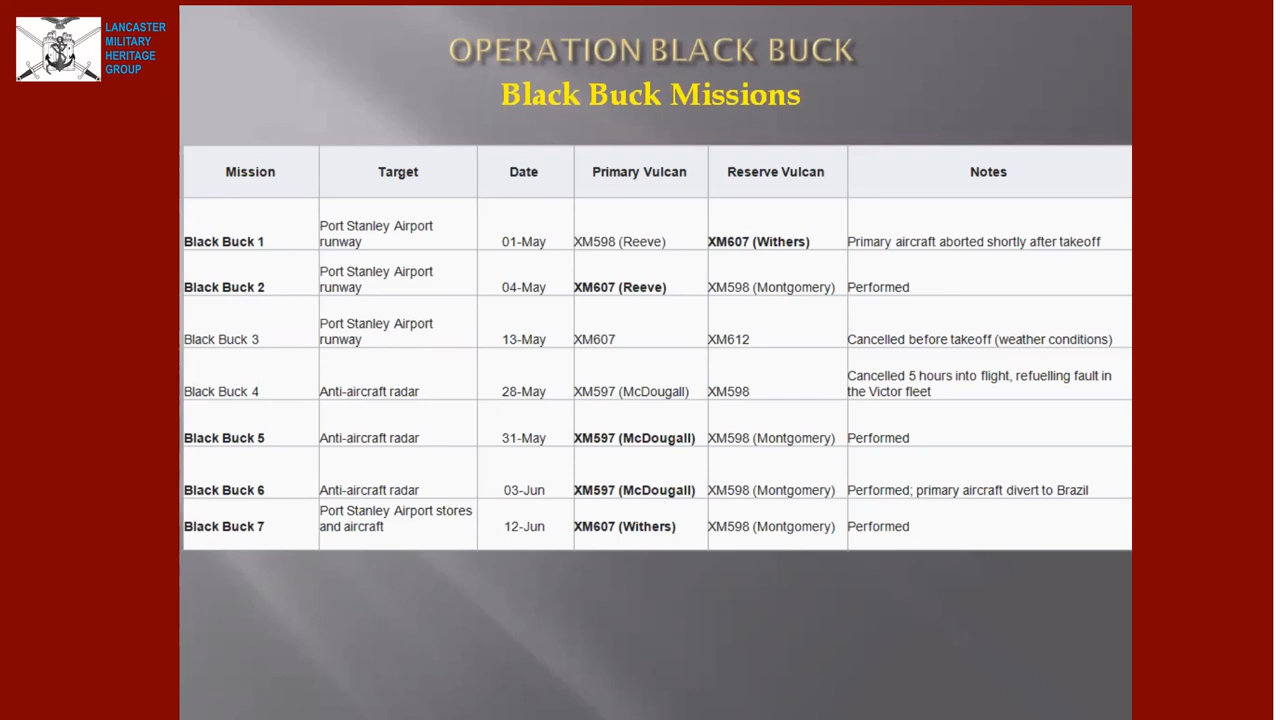 LANCASTER
MILITARY
HERITAGE
GROUP
OPERATION BLACK BUCK
Black Buck Missions
Mission Target Date Primary Vulcan Reserve Vulcan Notes
Black Buck 1 Port Stanley Airport runway 01-May XM598 (Reeve) XM607 (Withers) Primary aircraft aborted shortly after takeoff
Black Buck 2 Port Stanley Airport runway 04-May XM607 (Reeve) XM598 (Montgomery) Performed
Black Buck 3 Port Stanley Airport runway 13-May XM607 XM612 Cancelled before takeoff (weather conditions)
Black Buck 4 Anti-aircraft radar 28-May XM597 (McDougall) XM598 Cancelled 5 hours into flight, refuelling fault in the Victor fleet
Black Buck 5 Anti-aircraft radar 31-May XM597 (McDougall) XM598 (Montgomery) Performed
Black Buck 6 Anti-aircraft radar 03-Jun XM597 (McDougall) XM598 (Montgomery) Performed; primary aircraft divert to Brazil
Black Buck 7 Port Stanley Airport stores and aircraft 12-Jun XM607 (Withers) XM598 (Montgomery) Performed